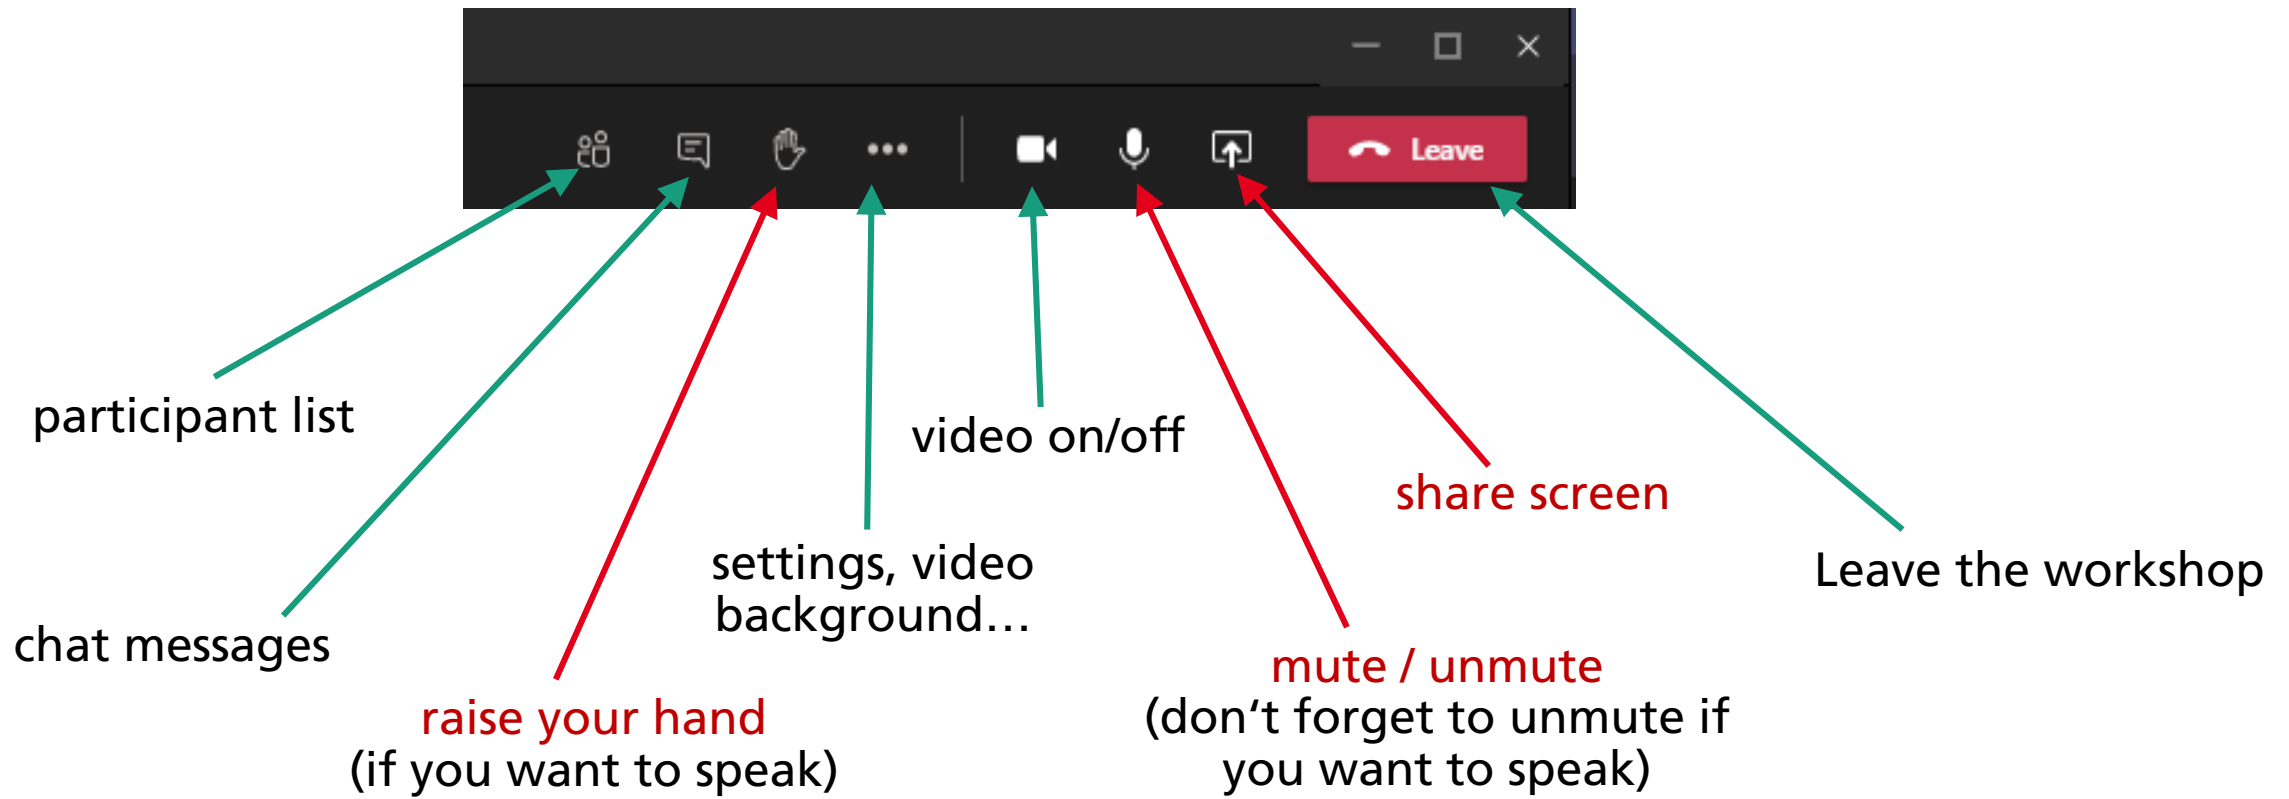 Leave
participant list
video on/off
share screen
settings, video
background...
Leave the workshop
chat messages
mute / unmute
(don‘t forget to unmute if
you want to speak)
raise your hand
(if you want to speak)